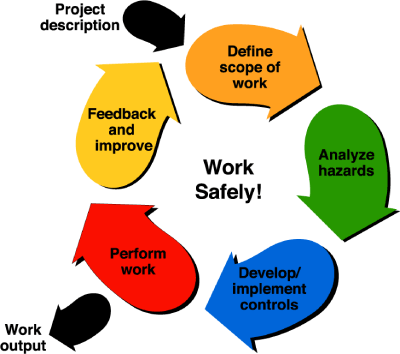 Project
description
Define
scope of
work
Analyze
hazards
Develop/
implement
controls
Perform
work
Work
output
Feedback
and
improve
Work
Safely!